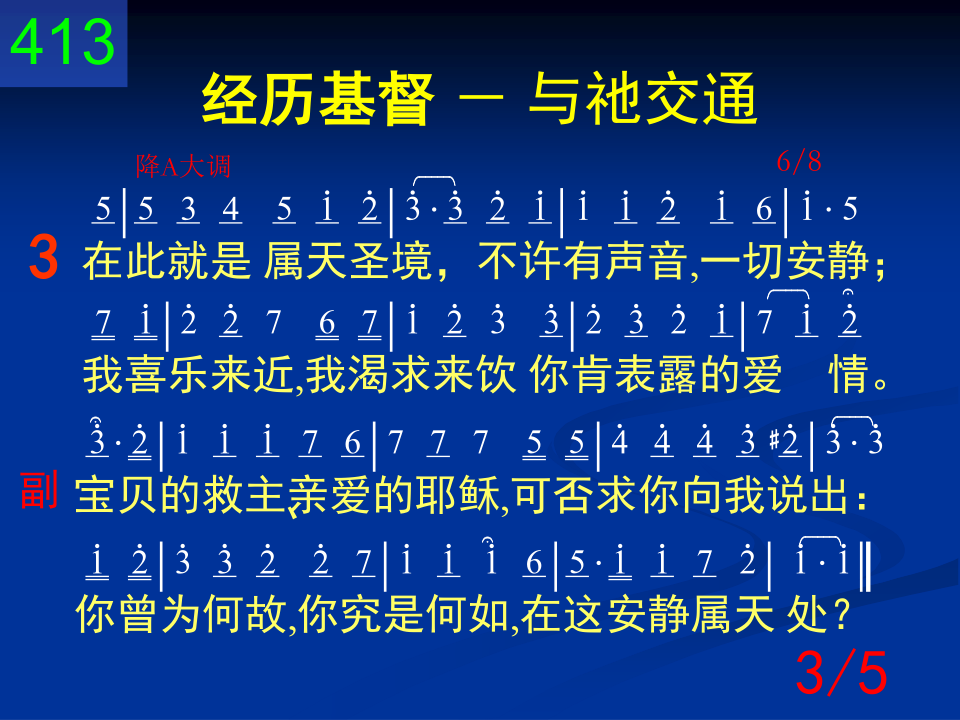 413
经历基督 － 与祂交通
降A大调 6/8
5|5 3 4 5 1̇ 2̇|3̇·3̇ 2̇ 1̇|1̇ 1̇ 2̇ 1̇ 6|1̇·5
3 在此就是 属天圣境，不许有声音,一切安静；
7 1̇|2̇ 2̇ 7 6 7|1̇ 2̇ 3̇ 3̇|2̇ 3̇ 2̇ 1̇|7 1̇ 2̇
我喜乐来近,我渴求来饮 你肯表露的爱 情。
3̇·2̇|1̇ 1̇ 1̇ 7 6|7 7 7 5 5|4̇ 4̇ 4̇ 3̇ #2̇|3̇·3̇
副 宝贝的救主、亲爱的耶稣,可否求你向我说出：
1̇ 2̇|3̇ 3̇ 2̇ 2̇ 7|1̇ 1̇ 1̇ 6|5·1̇ 1̇ 7 2̇|1̇·1̇‖
你曾为何故,你究是何如,在这安静属天 处？
3/5